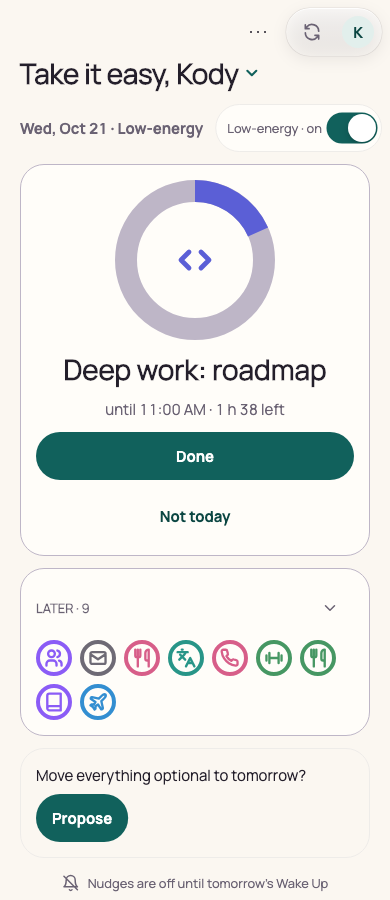 ...
K
Take it easy, Kody
Wed, Oct 21 · Low-energy
Low-energy · on
Deep work: roadmap
until 11:00 AM · 1 h 38 left
Done
Not today
LATER · 9
Move everything optional to tomorrow?
Propose
Nudges are off until tomorrow's Wake Up